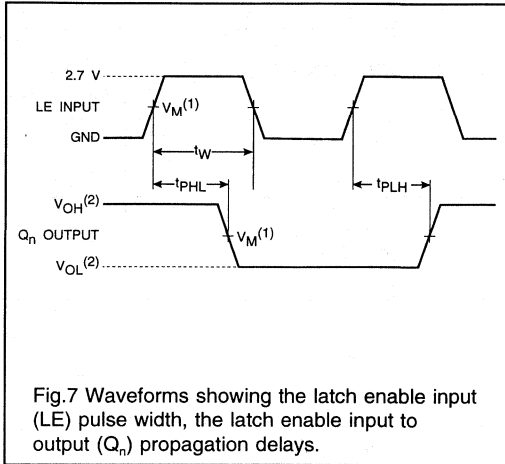 2.7 V
LE INPUT
V_M(1)
GND
t_W
t_PHL
t_PLH
V_OH(2)
Q_n OUTPUT
V_M(1)
V_OL(2)
Fig.7 Waveforms showing the latch enable input
(LE) pulse width, the latch enable input to
output (Q_n) propagation delays.